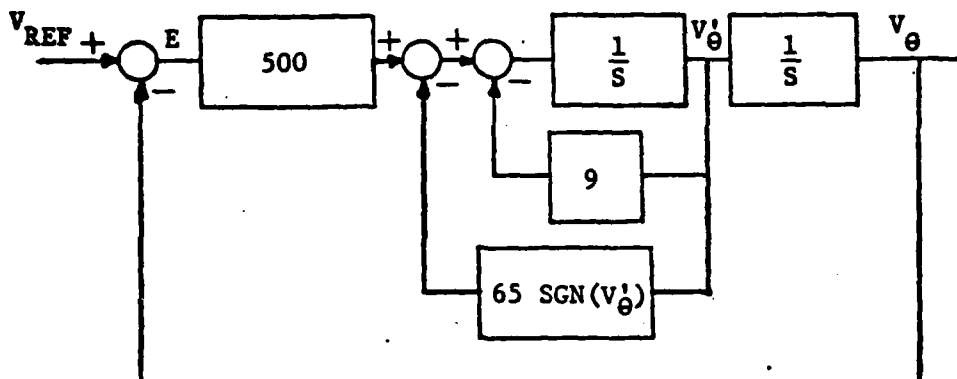 V_REF + E 500 + + 1/S V'_θ 1/S V_θ
− − −
9
65 SGN(V'_θ)